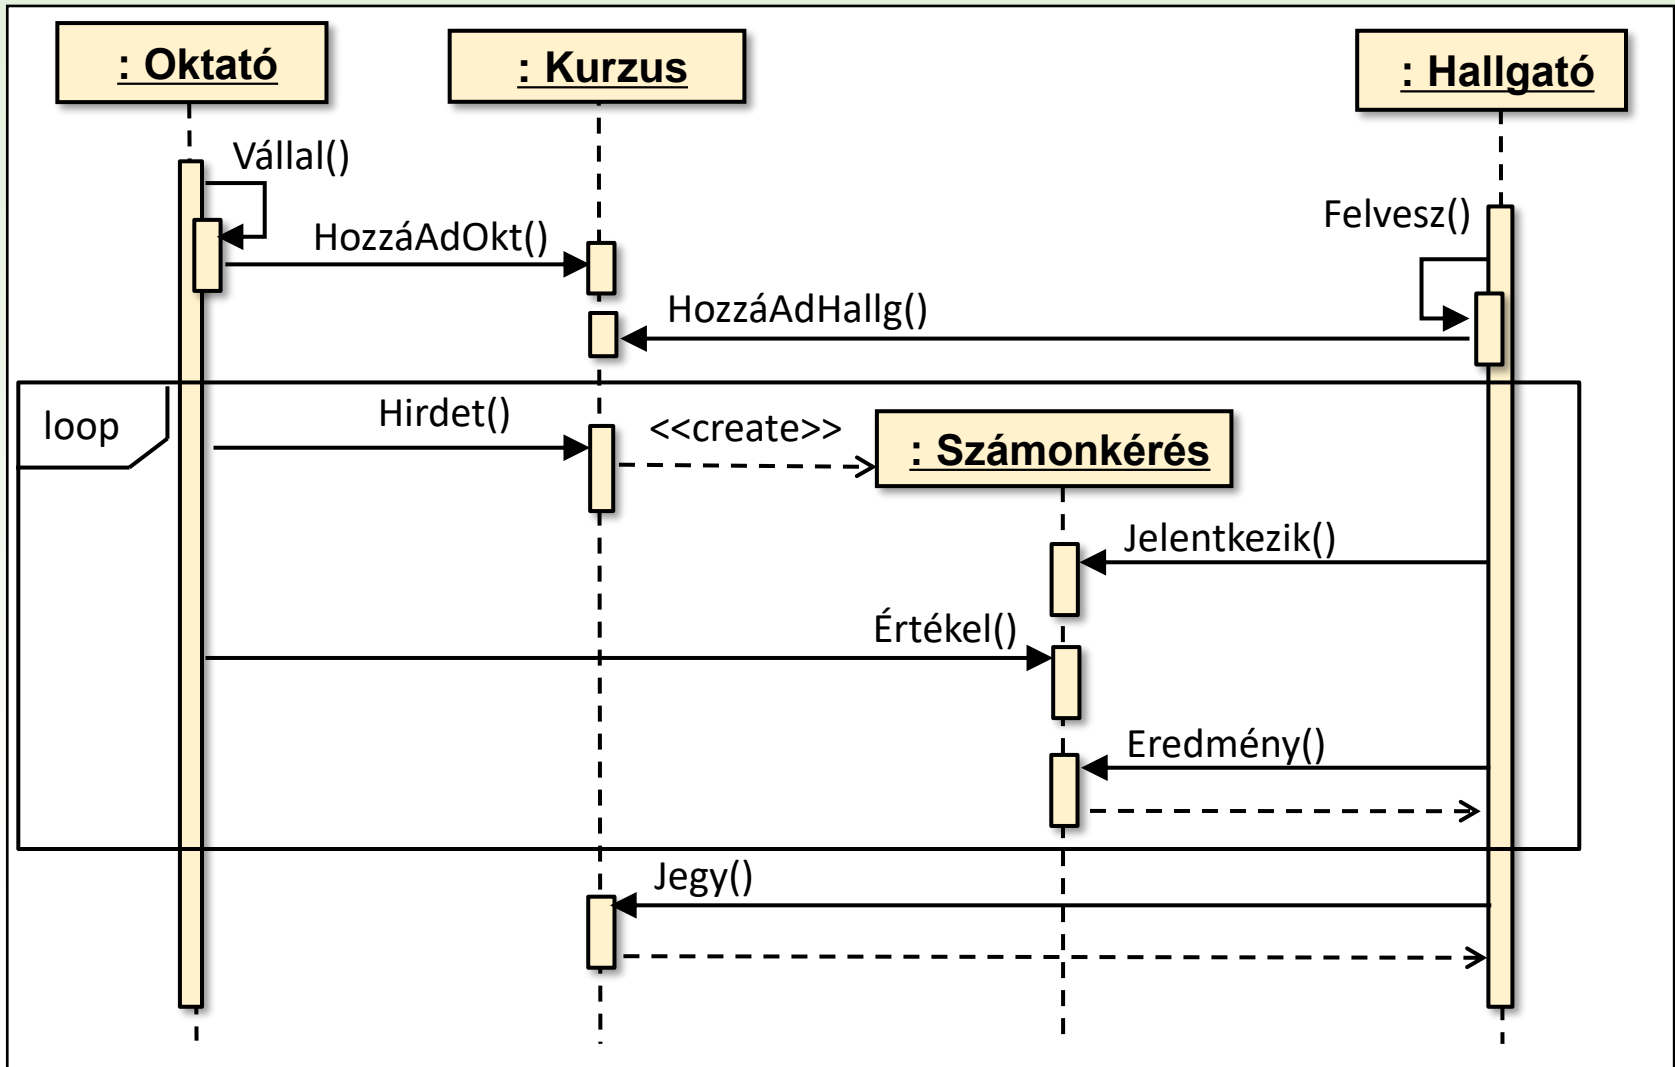 : Oktató
: Kurzus
: Hallgató
Vállal()
Felvesz()
HozzáAdOkt()
HozzáAdHallg()
loop
Hirdet()
<<create>>
: Számonkérés
Jelentkezik()
Értékel()
Eredmény()
Jegy()